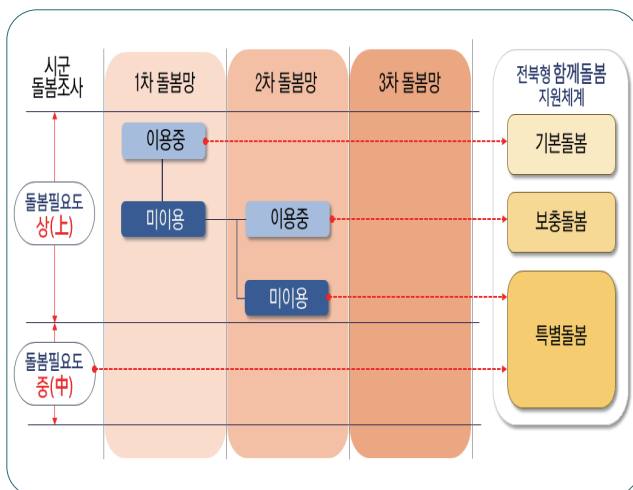 시군
돌봄조사
1차 돌봄망
2차 돌봄망
3차 돌봄망
전북형 함께돌봄
지원체계
이용중
기본돌봄
돌봄필요도
상(上)
미이용
이용중
보충돌봄
미이용
특별돌봄
돌봄필요도
중(中)